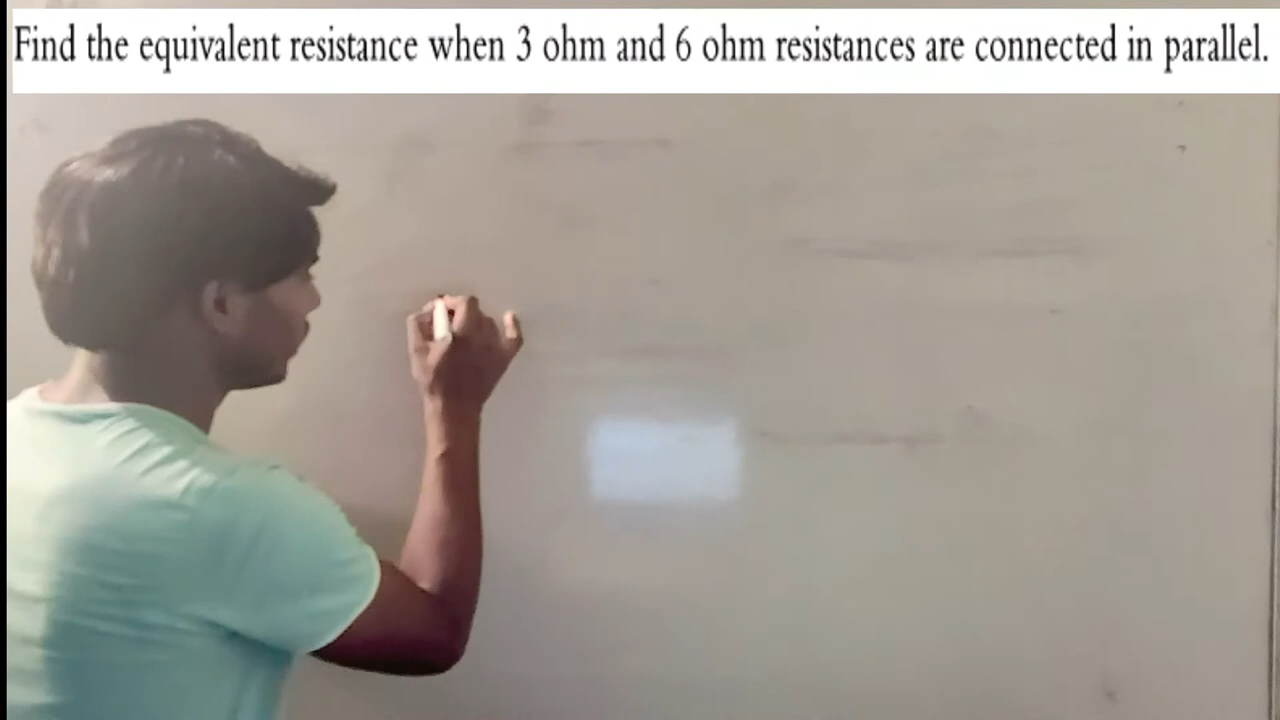 Find the equivalent resistance when 3 ohm and 6 ohm resistances are connected in parallel.